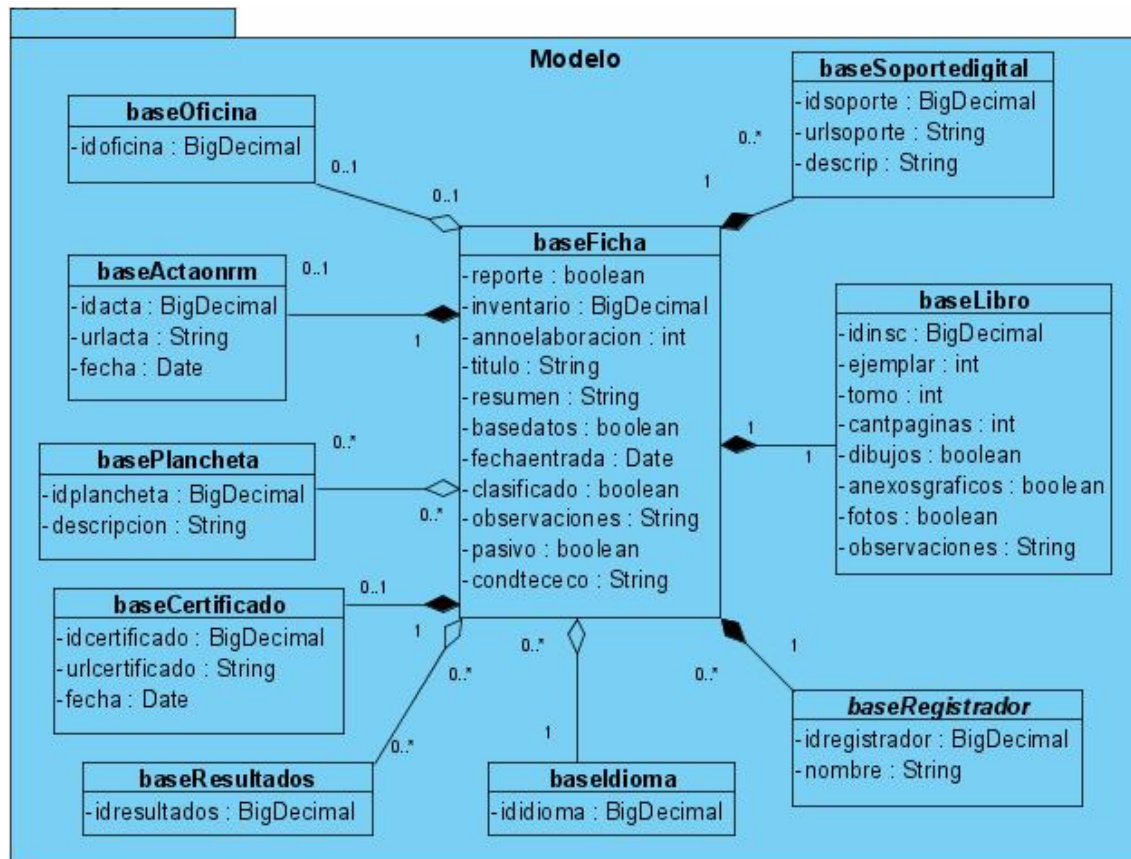 Modelo
baseOficina
-idoficina : BigDecimal
0..1
0..1
baseSoportedigital
-idsoporte : BigDecimal
-urlsoporte : String
-descrip : String
0..*
1
baseActaonrm
-idacta : BigDecimal
-urlacta : String
-fecha : Date
0..1
1
baseFicha
-reporte : boolean
-inventario : BigDecimal
-annoelaboracion : int
-titulo : String
-resumen : String
-basedatos : boolean
-fechaentrada : Date
-clasificado : boolean
-observaciones : String
-pasivo : boolean
-condtececo : String
baseLibro
-idinsc : BigDecimal
-ejemplar : int
-tomo : int
-cantpaginas : int
-dibujos : boolean
-anexosgraficos : boolean
-fotos : boolean
-observaciones : String
1
1
basePlancheta
-idplancheta : BigDecimal
-descripcion : String
0..*
0..*
baseCertificado
-idcertificado : BigDecimal
-urlcertificado : String
-fecha : Date
0..1
1
baseResultados
-idresultados : BigDecimal
0..*
0..*
baseIdioma
-ididioma : BigDecimal
0..*
1
baseRegistrador
-idregistrador : BigDecimal
-nombre : String
1
0..*